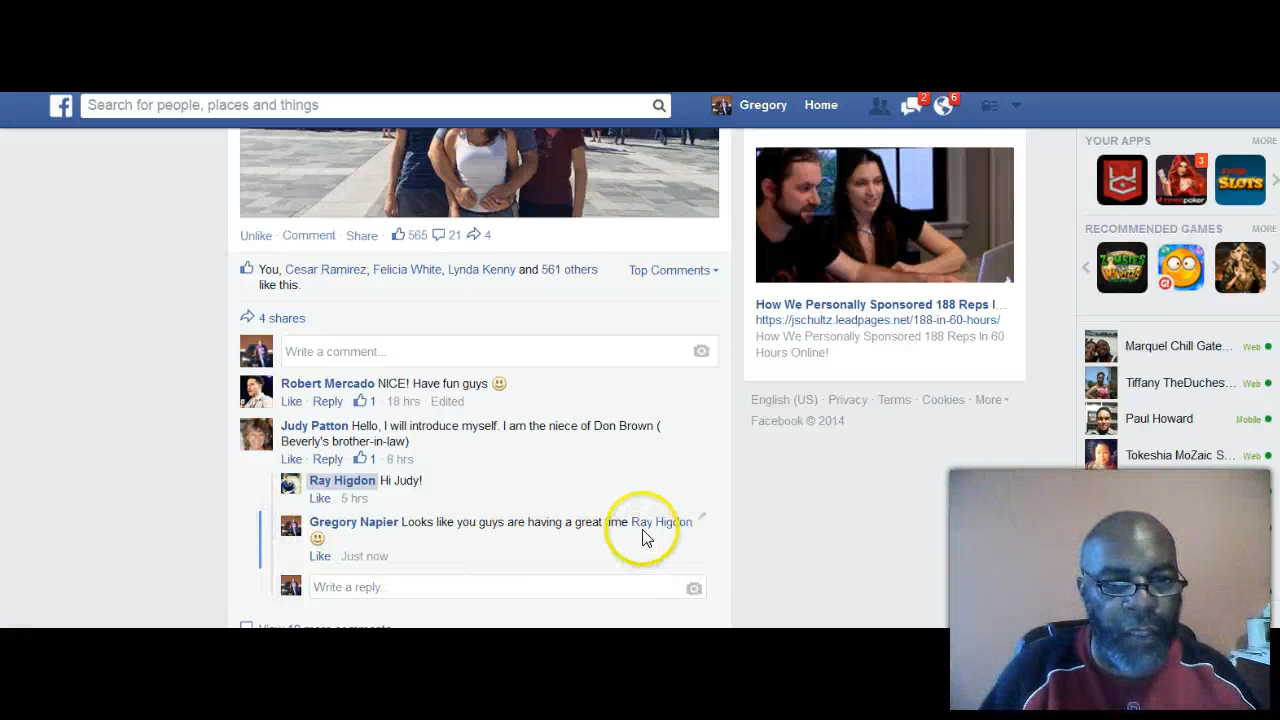 Search for people, places and things
Gregory Home 2 6
Unlike Comment Share 565 21 4
You, Cesar Ramirez, Felicia White, Lynda Kenny and 561 others
like this.
Top Comments
4 shares
Write a comment...
Robert Mercado NICE! Have fun guys
Like Reply 1 18 hrs Edited
Judy Patton Hello, I will introduce myself. I am the niece of Don Brown (
Beverly's brother-in-law)
Like Reply 1 8 hrs
Ray Higdon Hi Judy!
Like 5 hrs
Gregory Napier Looks like you guys are having a great time Ray Higdon
Like Just now
Write a reply...
How We Personally Sponsored 188 Reps I...
https://jschultz.leadpages.net/188-in-60-hours/
How We Personally Sponsored 188 Reps In 60
Hours Online!
English (US) · Privacy · Terms · Cookies · More
Facebook © 2014
YOUR APPS MORE
3
SLOTS
RECOMMENDED GAMES MORE
ZOMBIES
Marquel Chill Gate... Web
Tiffany TheDuches... Web
Paul Howard Mobile
Tokeshia MoZaic S... Web